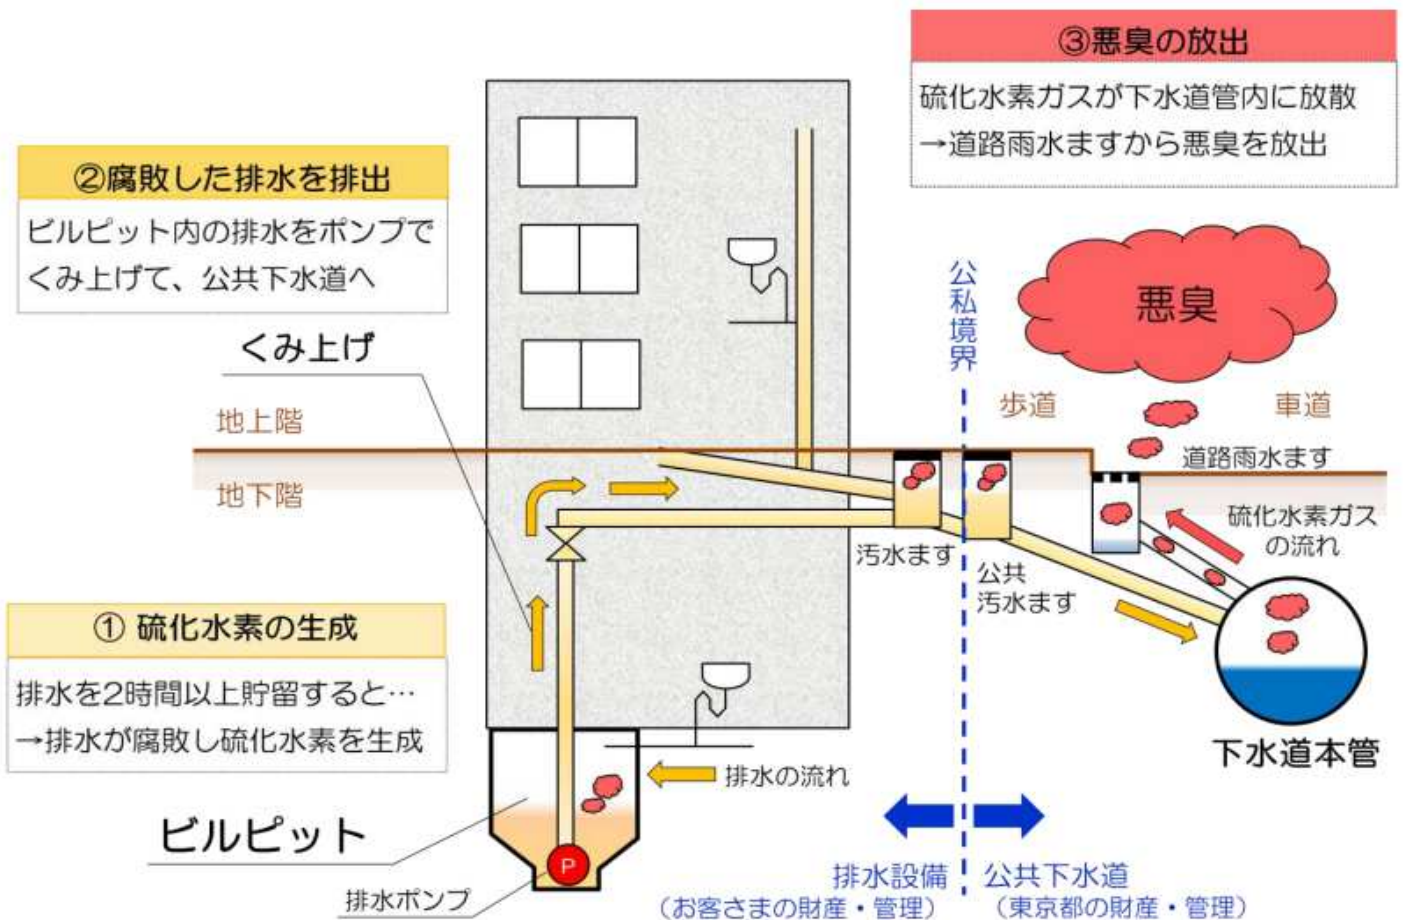 ③悪臭の放出
硫化水素ガスが下水道管内に放散
→道路雨水ますから悪臭を放出
②腐敗した排水を排出
ビルピット内の排水をポンプで
くみ上げて、公共下水道へ
くみ上げ
地上階
地下階
① 硫化水素の生成
排水を2時間以上貯留すると…
→排水が腐敗し硫化水素を生成
ビルピット
排水ポンプ
P
排水の流れ
汚水ます
公共
汚水ます
公私境界
悪臭
歩道
車道
道路雨水ます
硫化水素ガス
の流れ
下水道本管
排水設備
(お客さまの財産・管理)
公共下水道
(東京都の財産・管理)